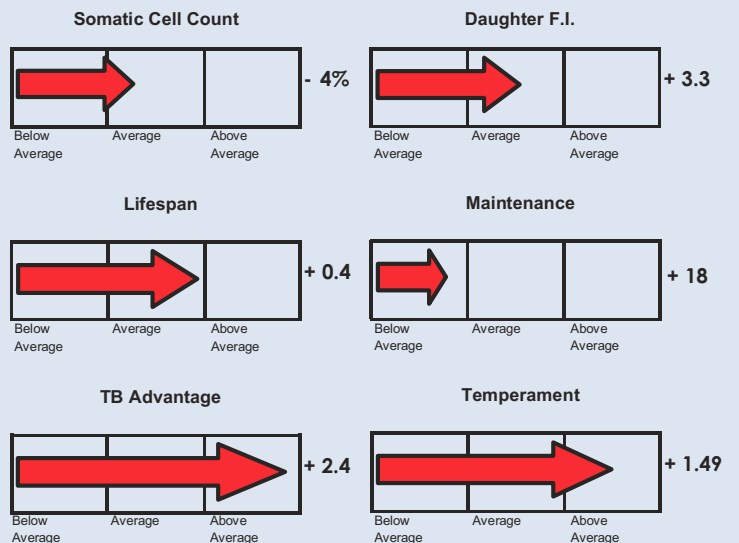 Somatic Cell Count
- 4%
Below Average
Average
Above Average
Daughter F.I.
+ 3.3
Below Average
Average
Above Average
Lifespan
+ 0.4
Below Average
Average
Above Average
Maintenance
+ 18
Below Average
Average
Above Average
TB Advantage
+ 2.4
Below Average
Average
Above Average
Temperament
+ 1.49
Below Average
Average
Above Average